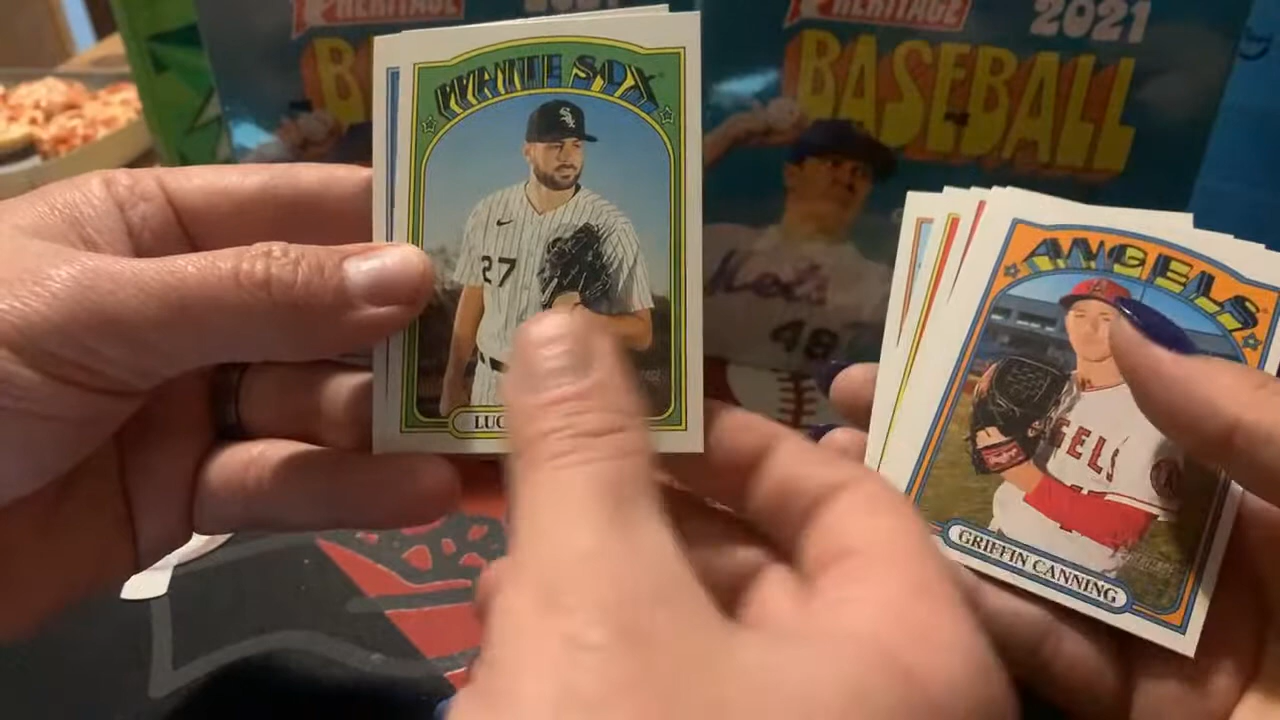 HERITAGE
HERITAGE
2021
BASEBALL
WHITE SOX
27
LUC
Mets
48
ANGELS
ANGELS
GRIFFIN CANNING